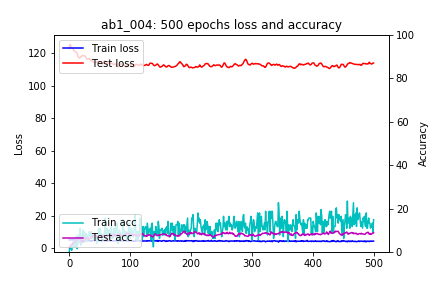 ab1_004: 500 epochs loss and accuracy
Train loss
Test loss
Train acc
Test acc
Loss
Accuracy
120
100
80
60
40
20
0
100
80
60
40
20
0
0
100
200
300
400
500